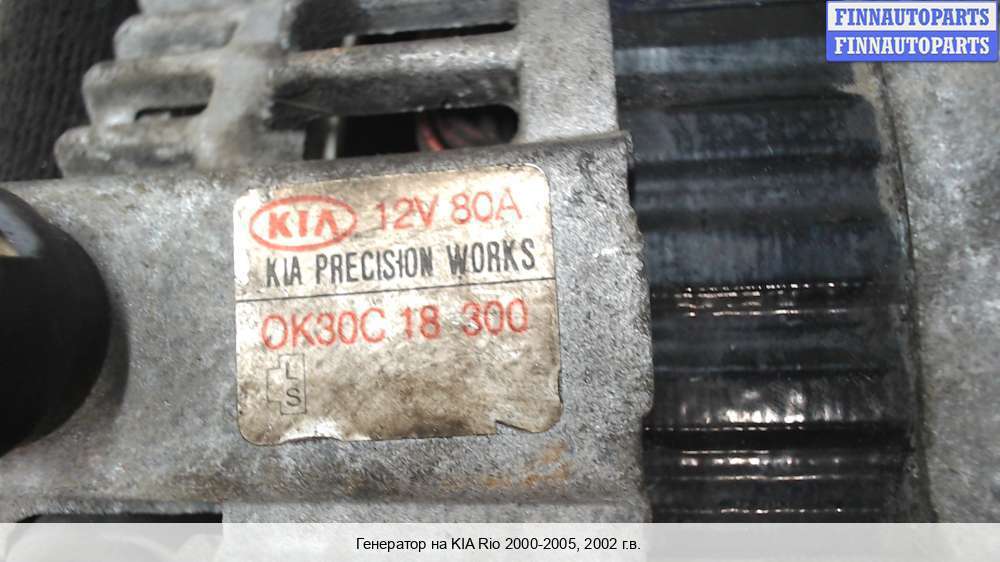 FINNAUTOPARTS
FINNAUTOPARTS
KIA 12V 80A
KIA PRECISION WORKS
OK30C 18 300
L
S
Генератор на KIA Rio 2000-2005, 2002 г.в.